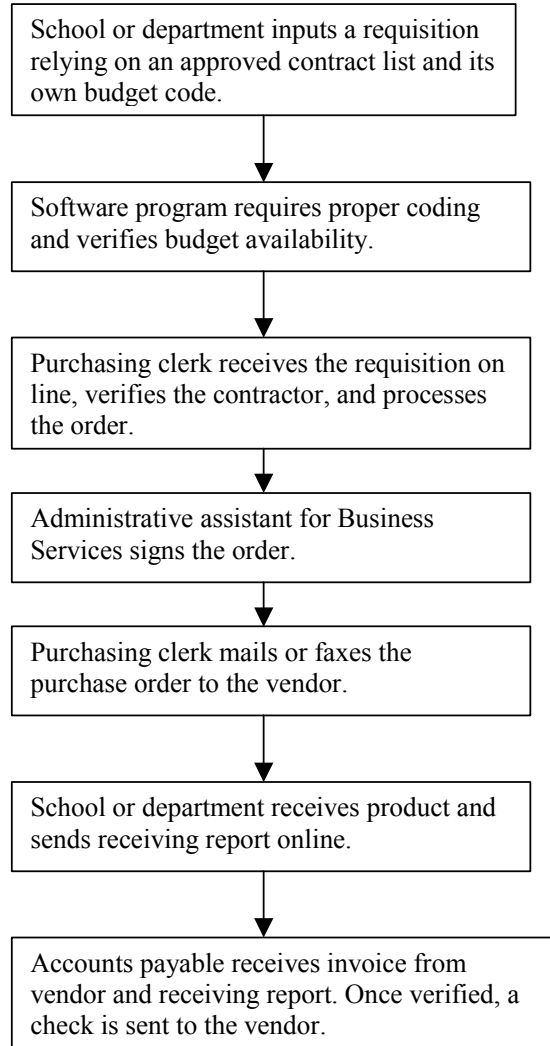 School or department inputs a requisition
relying on an approved contract list and its
own budget code.
Software program requires proper coding
and verifies budget availability.
Purchasing clerk receives the requisition on
line, verifies the contractor, and processes
the order.
Administrative assistant for Business
Services signs the order.
Purchasing clerk mails or faxes the
purchase order to the vendor.
School or department receives product and
sends receiving report online.
Accounts payable receives invoice from
vendor and receiving report. Once verified, a
check is sent to the vendor.